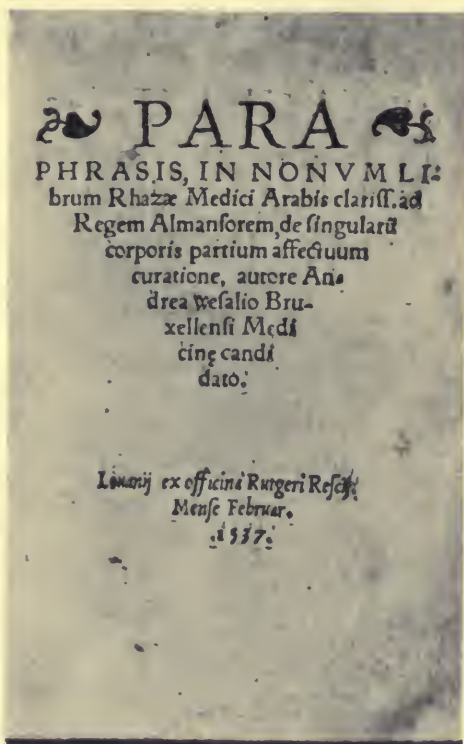 PARA
PHRASIS, IN NONVM LI-
brum Rhazæ Medici Arabis clariſſ. ad
Regem Almanſorem, de ſingularū
corporis partium affectuum
curatione, autore An-
drea weſalio Bru-
xellenſi Medi
cinę candi
dato.
Louanij ex officina Rutgeri Reſcij.
Menſe Februar.
.1537.